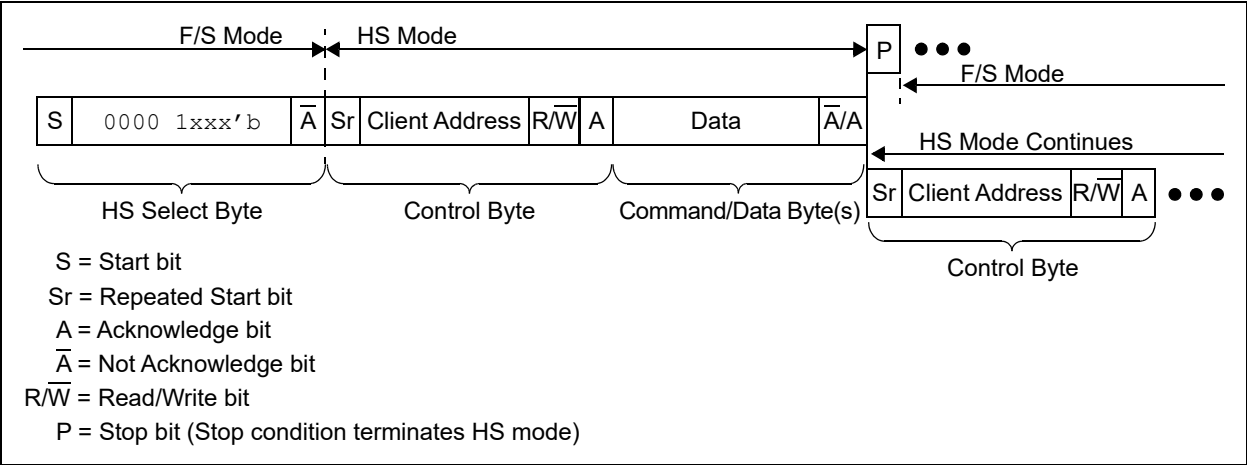 F/S Mode HS Mode
P
F/S Mode
S 0000 1xxx’b A̅ Sr Client Address R/W̅ A Data A̅/A
HS Mode Continues
Sr Client Address R/W̅ A
HS Select Byte Control Byte Command/Data Byte(s)
Control Byte
S = Start bit
Sr = Repeated Start bit
A = Acknowledge bit
A̅ = Not Acknowledge bit
R/W̅ = Read/Write bit
P = Stop bit (Stop condition terminates HS mode)